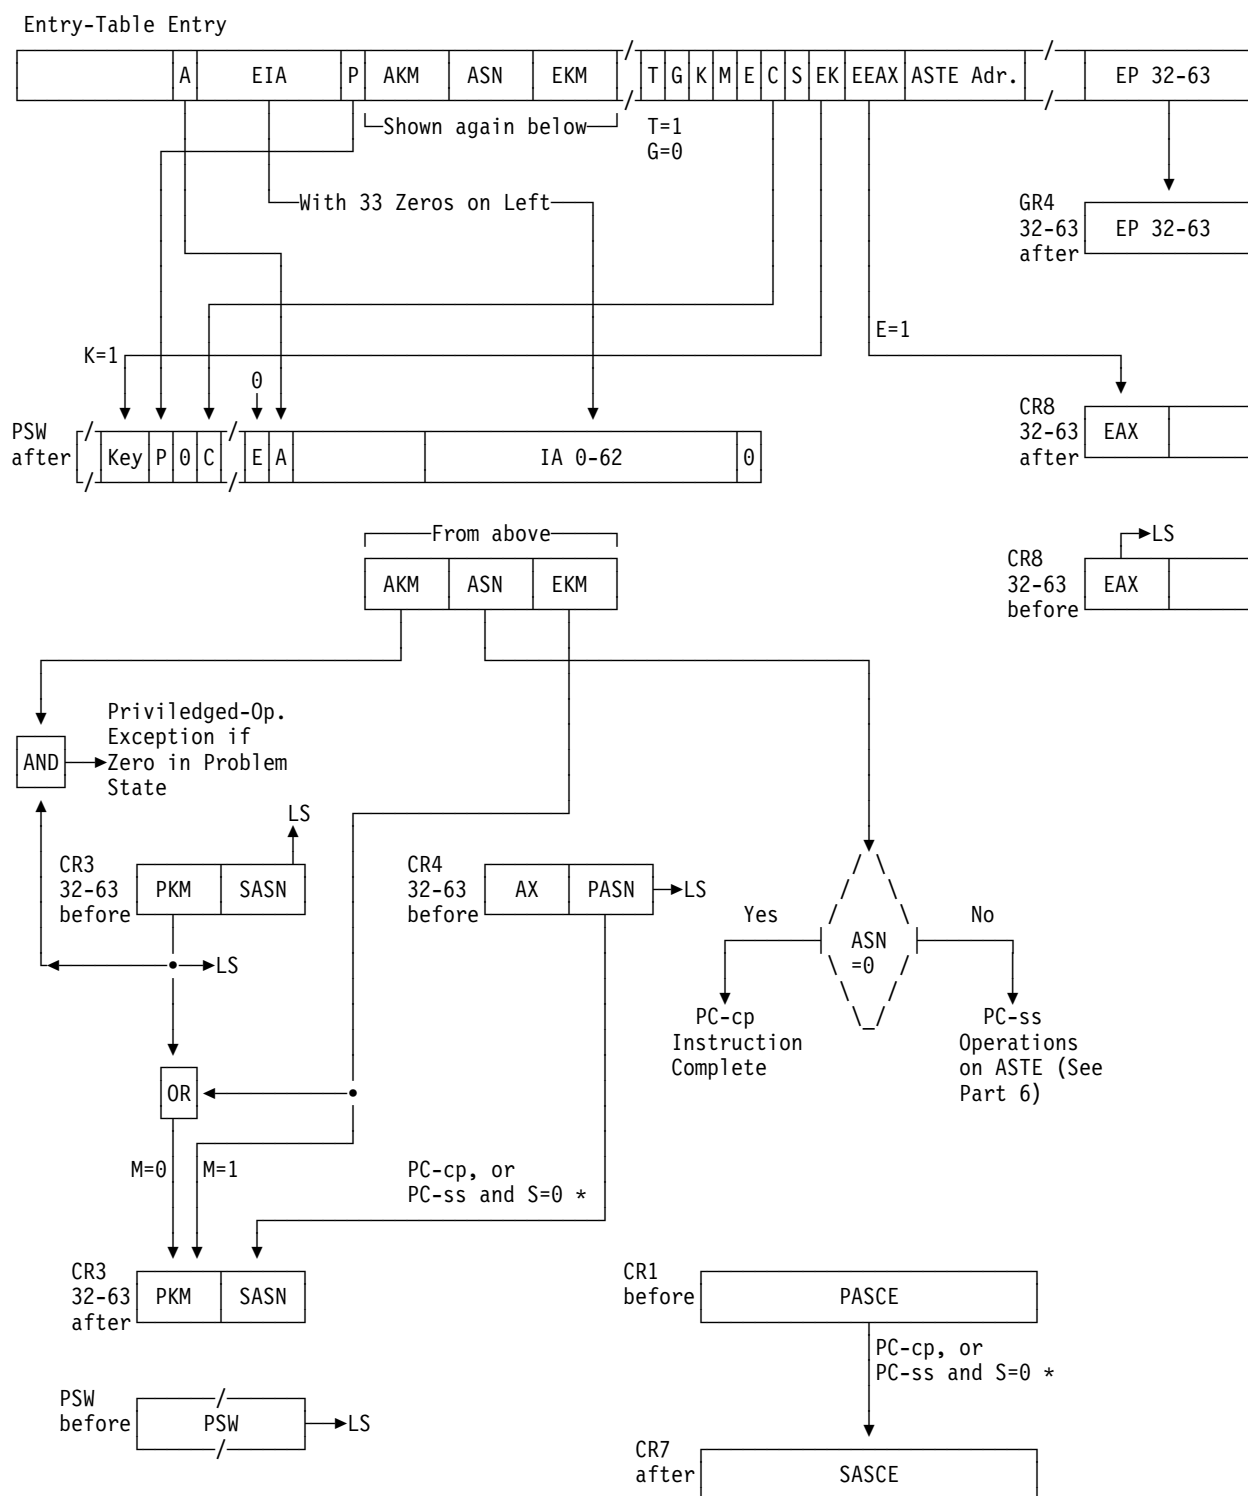 Entry-Table Entry
A EIA P AKM ASN EKM T G K M E C S EK EEAX ASTE Adr. EP 32-63
Shown again below
T=1
G=0
With 33 Zeros on Left
GR4
32-63
after
EP 32-63
E=1
K=1
0
PSW
after
Key P 0 C E A IA 0-62 0
CR8
32-63
after
EAX
From above
AKM ASN EKM
LS
CR8
32-63
before
EAX
Priviledged-Op.
Exception if
Zero in Problem
State
AND
LS
CR3
32-63
before
PKM SASN
CR4
32-63
before
AX PASN
LS
Yes
No
ASN
=0
LS
PC-cp
Instruction
Complete
PC-ss
Operations
on ASTE (See
Part 6)
OR
M=0
M=1
PC-cp, or
PC-ss and S=0 *
CR3
32-63
after
PKM SASN
CR1
before
PASCE
PC-cp, or
PC-ss and S=0 *
PSW
before
PSW
LS
CR7
after
SASCE